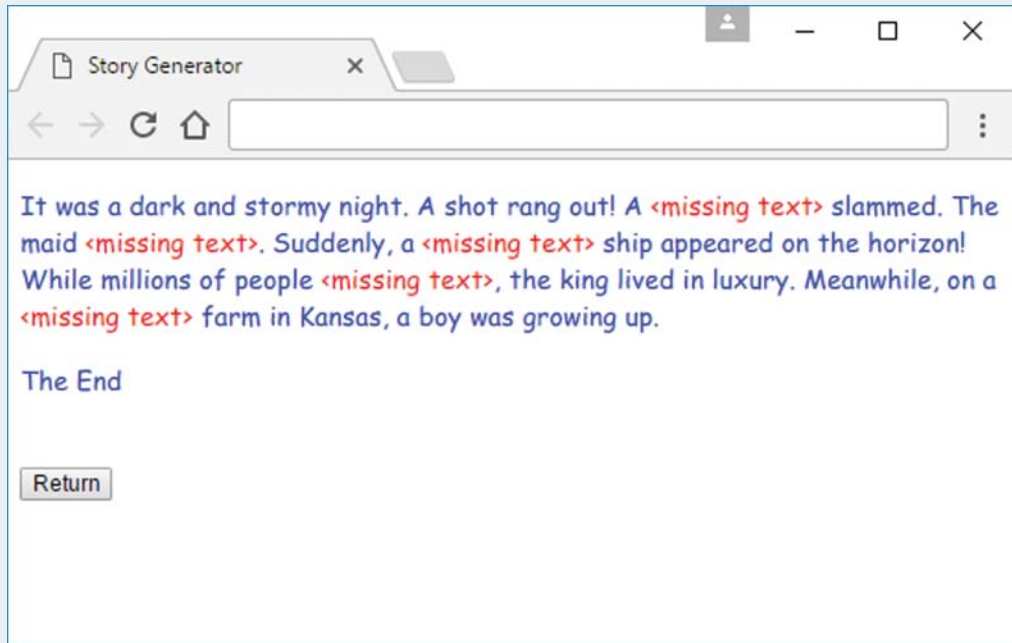 Story Generator
It was a dark and stormy night. A shot rang out! A <missing text> slammed. The
maid <missing text>. Suddenly, a <missing text> ship appeared on the horizon!
While millions of people <missing text>, the king lived in luxury. Meanwhile, on a
<missing text> farm in Kansas, a boy was growing up.
The End
Return